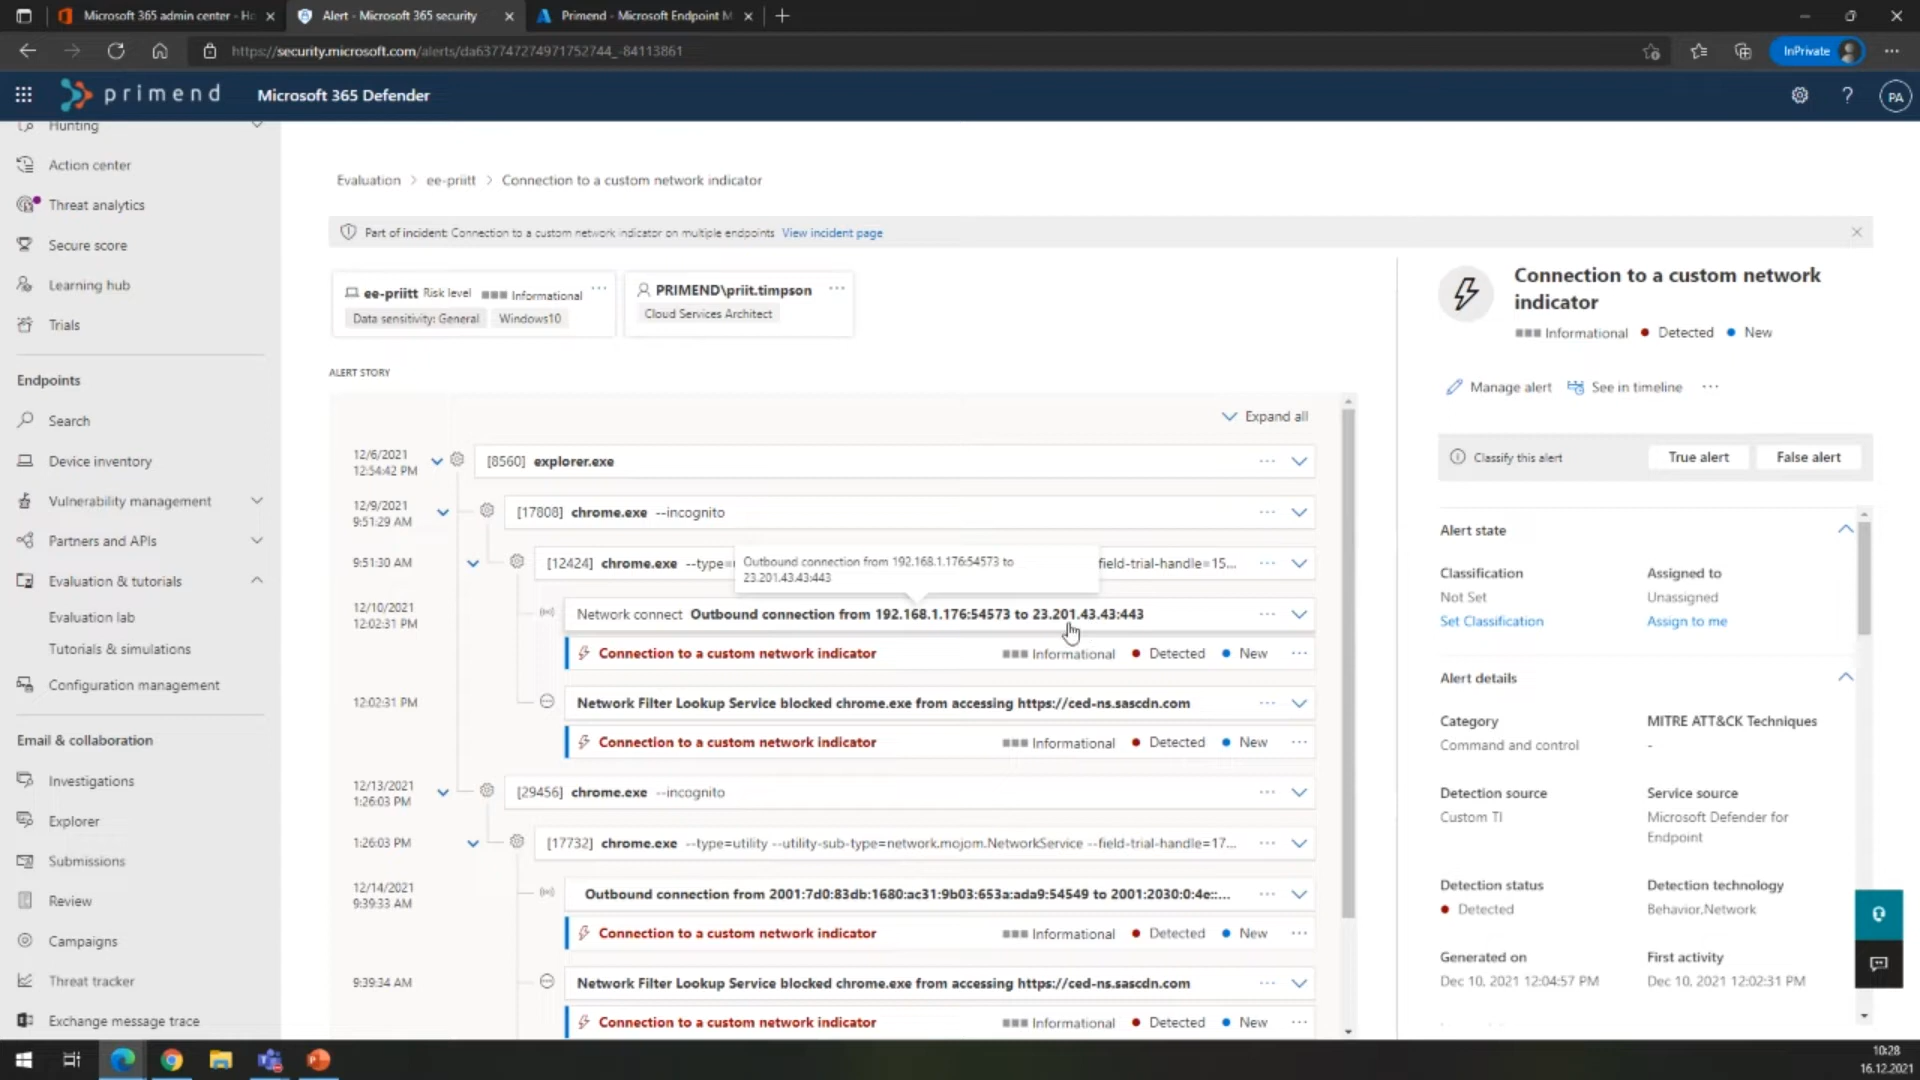 Microsoft 365 admin center - Ho
Alert - Microsoft 365 security
Primend - Microsoft Endpoint M
https://security.microsoft.com/alerts/da637747274971752744_-84113861
InPrivate
primend
Microsoft 365 Defender
PA
Hunting
Action center
Threat analytics
Secure score
Learning hub
Trials
Endpoints
Search
Device inventory
Vulnerability management
Partners and APIs
Evaluation & tutorials
Evaluation lab
Tutorials & simulations
Configuration management
Email & collaboration
Investigations
Explorer
Submissions
Review
Campaigns
Threat tracker
Exchange message trace
Evaluation > ee-priitt > Connection to a custom network indicator
Part of incident: Connection to a custom network indicator on multiple endpoints View incident page
ee-priitt Risk level Informational ...
Data sensitivity: General Windows10
PRIMEND\priit.timpson ...
Cloud Services Architect
ALERT STORY
Expand all
12/6/2021
12:54:42 PM
[8560] explorer.exe
12/9/2021
9:51:29 AM
[17808] chrome.exe --incognito
9:51:30 AM
[12424] chrome.exe --type= field-trial-handle=15...
Outbound connection from 192.168.1.176:54573 to
23.201.43.43:443
12/10/2021
12:02:31 PM
Network connect Outbound connection from 192.168.1.176:54573 to 23.201.43.43:443
Connection to a custom network indicator Informational Detected New ...
12:02:31 PM
Network Filter Lookup Service blocked chrome.exe from accessing https://ced-ns.sascdn.com
Connection to a custom network indicator Informational Detected New ...
12/13/2021
1:26:03 PM
[29456] chrome.exe --incognito
1:26:03 PM
[17732] chrome.exe --type=utility --utility-sub-type=network.mojom.NetworkService --field-trial-handle=17...
12/14/2021
9:39:33 AM
Outbound connection from 2001:7d0:83db:1680:ac31:9b03:653a:ada9:54549 to 2001:2030:0:4e::...
Connection to a custom network indicator Informational Detected New ...
9:39:34 AM
Network Filter Lookup Service blocked chrome.exe from accessing https://ced-ns.sascdn.com
Connection to a custom network indicator Informational Detected New ...
Connection to a custom network
indicator
Informational Detected New
Manage alert See in timeline ...
Classify this alert True alert False alert
Alert state
Classification Assigned to
Not Set Unassigned
Set Classification Assign to me
Alert details
Category MITRE ATT&CK Techniques
Command and control -
Detection source Service source
Custom TI Microsoft Defender for
Endpoint
Detection status Detection technology
Detected Behavior,Network
Generated on First activity
Dec 10, 2021 12:04:57 PM Dec 10, 2021 12:02:31 PM
10:28
16.12.2021